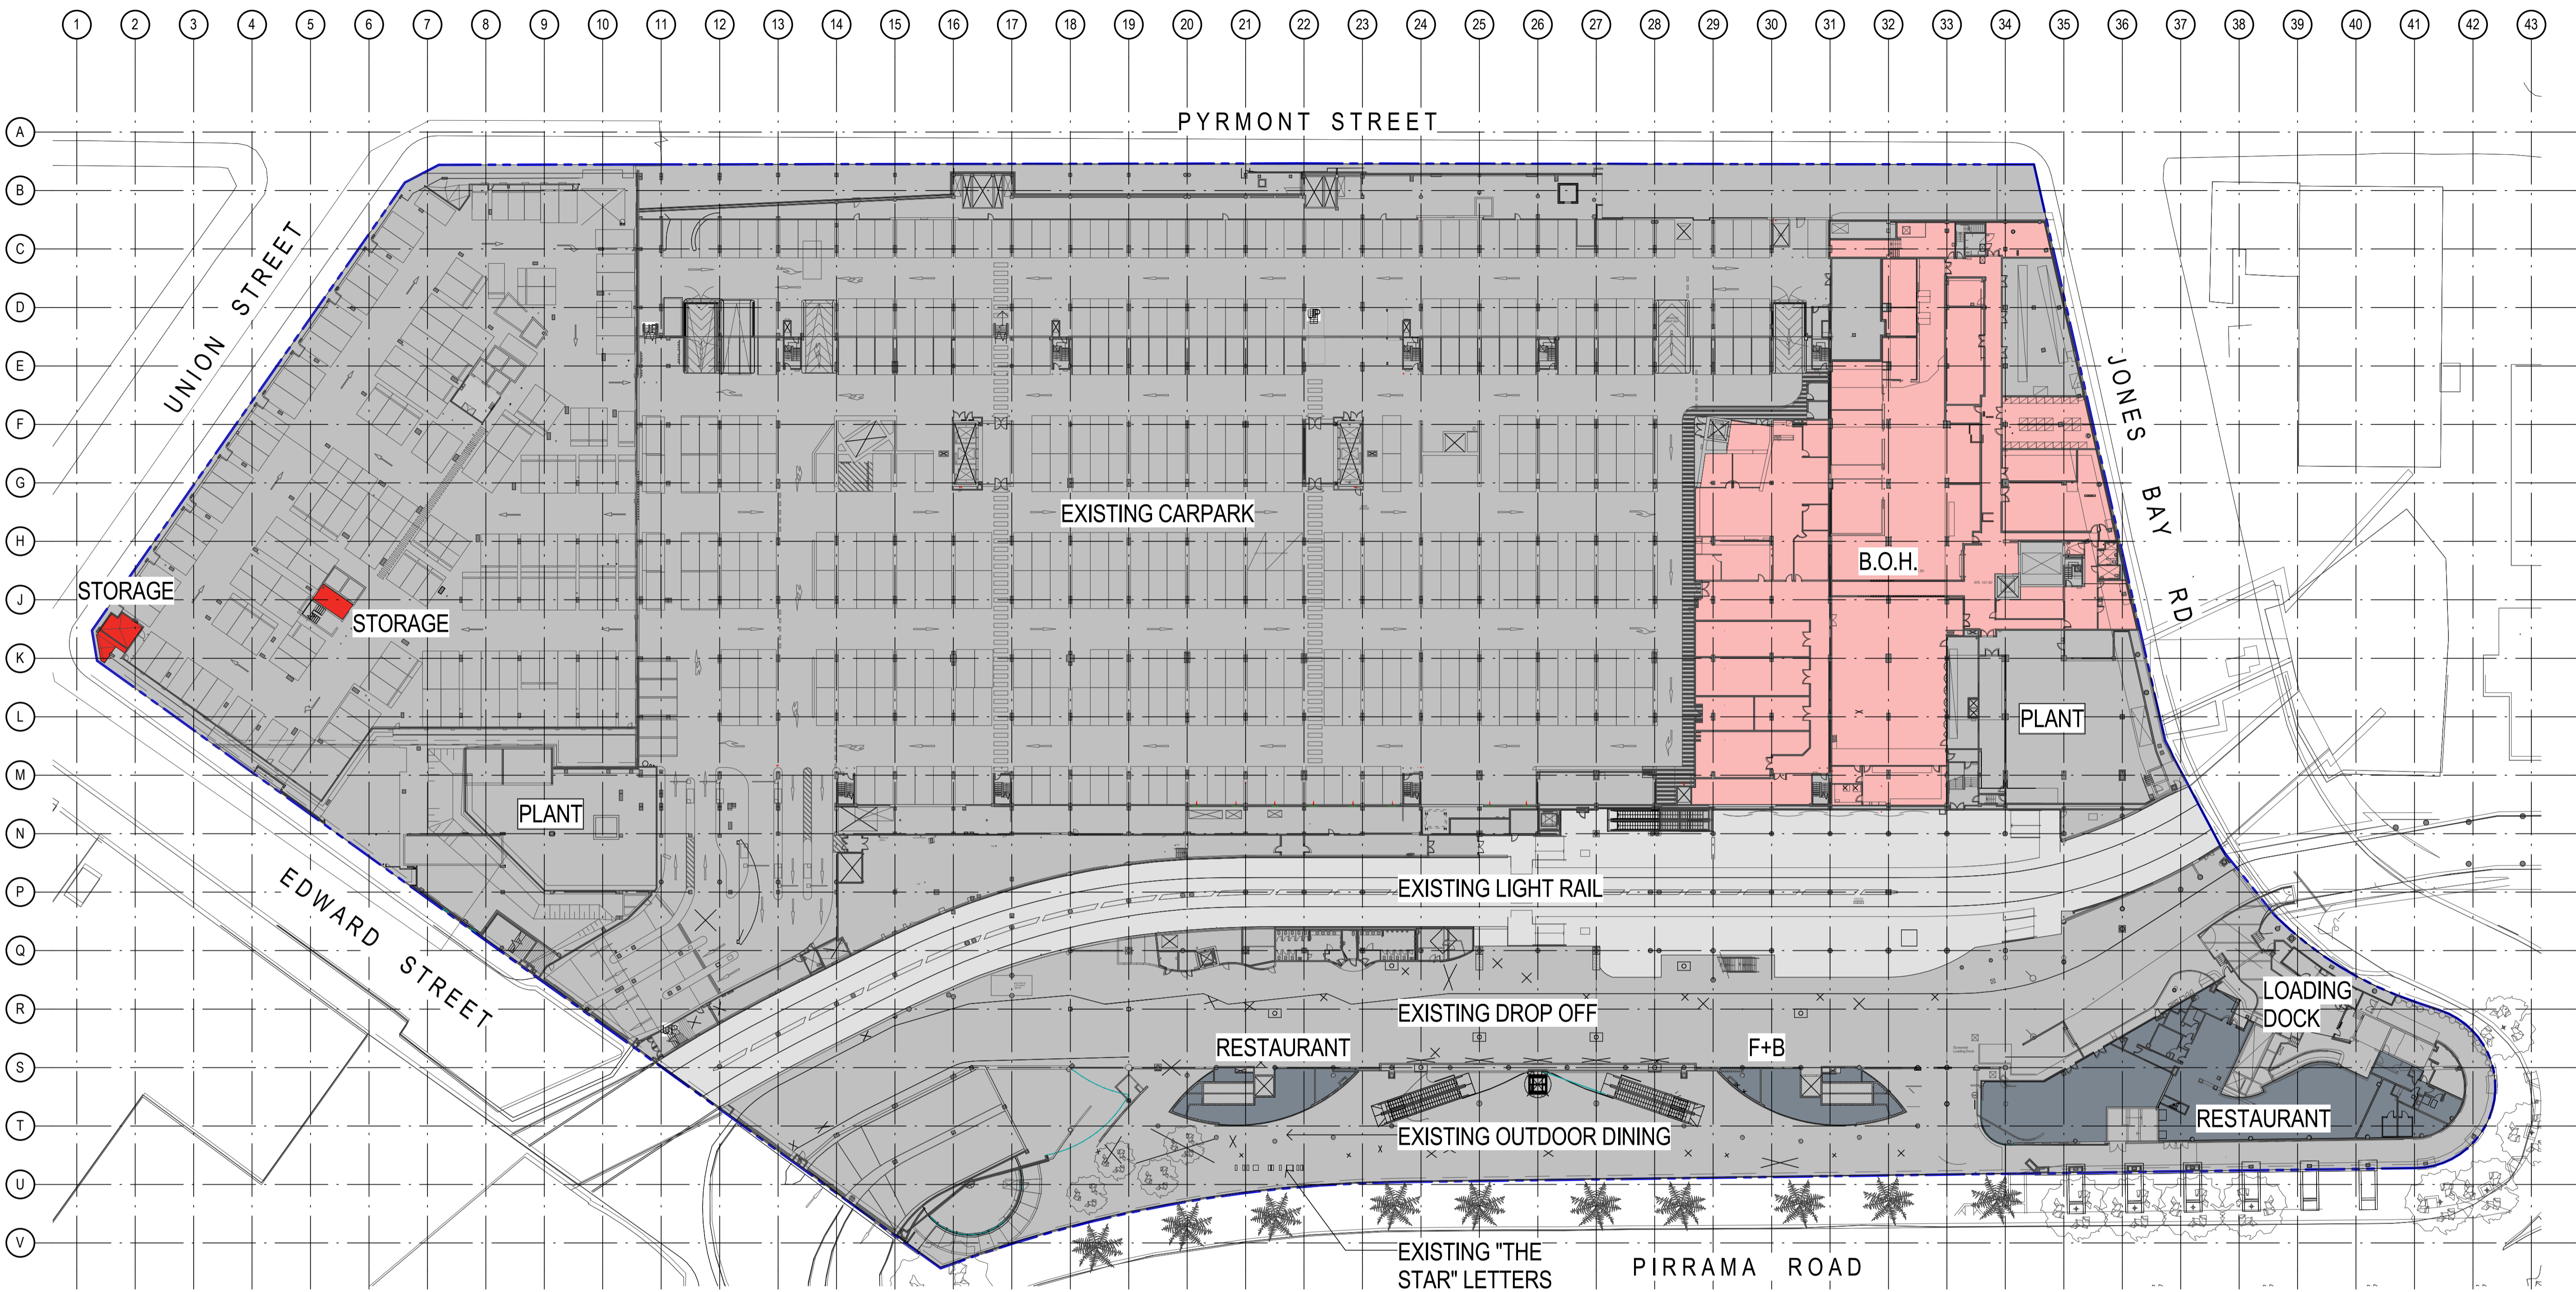 1 2 3 4 5 6 7 8 9 10 11 12 13 14 15 16 17 18 19 20 21 22 23 24 25 26 27 28 29 30 31 32 33 34 35 36 37 38 39 40 41 42 43
A
PYRMONT STREET
B
C
UNION STREET
D
UP
UP
E
JONES BAY RD
F
G
EXISTING CARPARK
H
B.O.H.
STORAGE
J
STORAGE
K
L
PLANT
M
PLANT
N
EXISTING LIGHT RAIL
P
EDWARD STREET
Q
LOADING
DOCK
R
EXISTING DROP OFF
RESTAURANT
F+B
S
RESTAURANT
T
EXISTING OUTDOOR DINING
U
V
EXISTING "THE
STAR" LETTERS
PIRRAMA ROAD